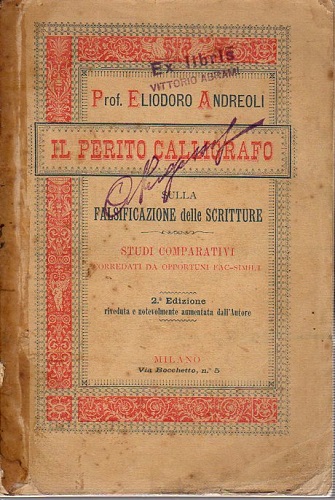 Ex-libris
VITTORIO ABRAMI
Prof. ELIODORO ANDREOLI
IL PERITO CALLIGRAFO
SULLA
FALSIFICAZIONE delle SCRITTURE
STUDI COMPARATIVI
CORREDATI DA OPPORTUNI FAC-SIMILI
2.ª Edizione
riveduta e notevolmente aumentata dall'Autore
MILANO
Via Bocchetto, n.º 5